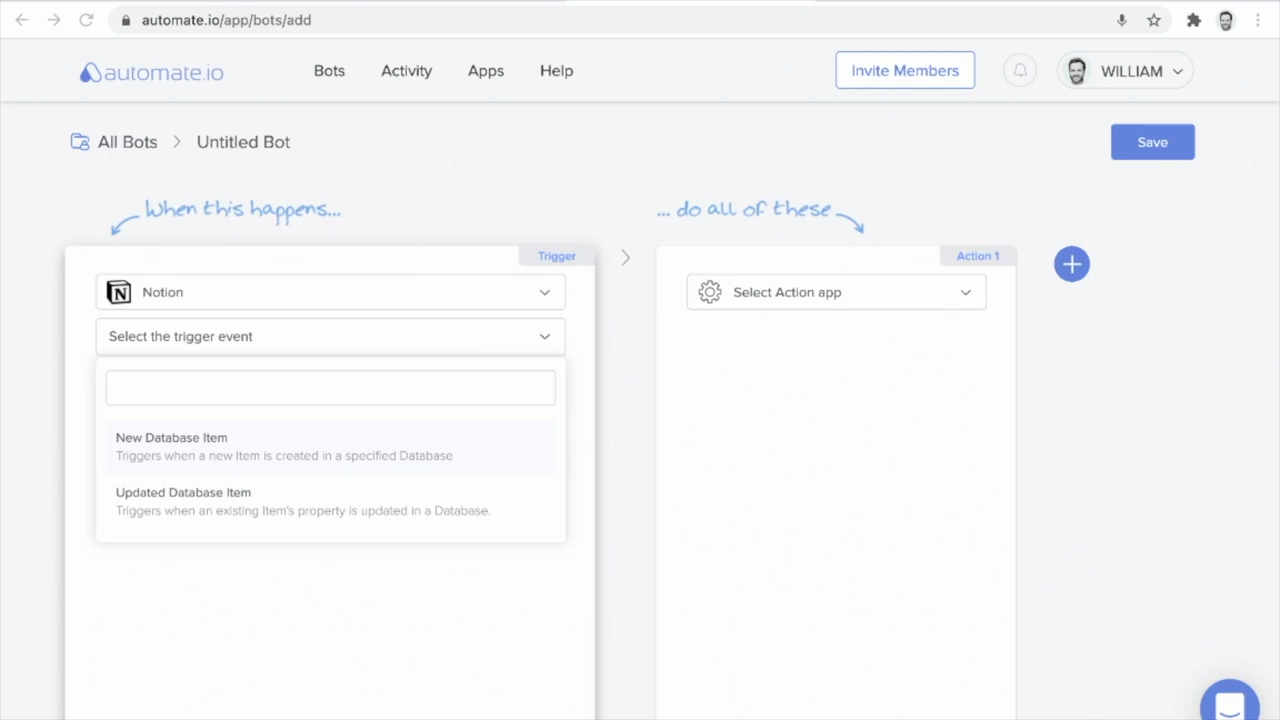 automate.io/app/bots/add
automate.io
Bots
Activity
Apps
Help
Invite Members
WILLIAM
All Bots > Untitled Bot
Save
When this happens...
... do all of these
Trigger
Action 1
N
Notion
Select Action app
Select the trigger event
New Database Item
Triggers when a new Item is created in a specified Database
Updated Database Item
Triggers when an existing Item's property is updated in a Database.